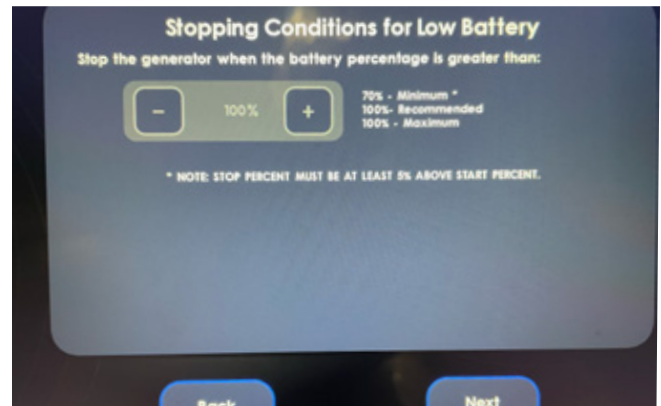 Stopping Conditions for Low Battery
Stop the generator when the battery percentage is greater than:
- 100% +
70% - Minimum *
100%- Recommended
100% - Maximum
* NOTE: STOP PERCENT MUST BE AT LEAST 5% ABOVE START PERCENT.
Back Next